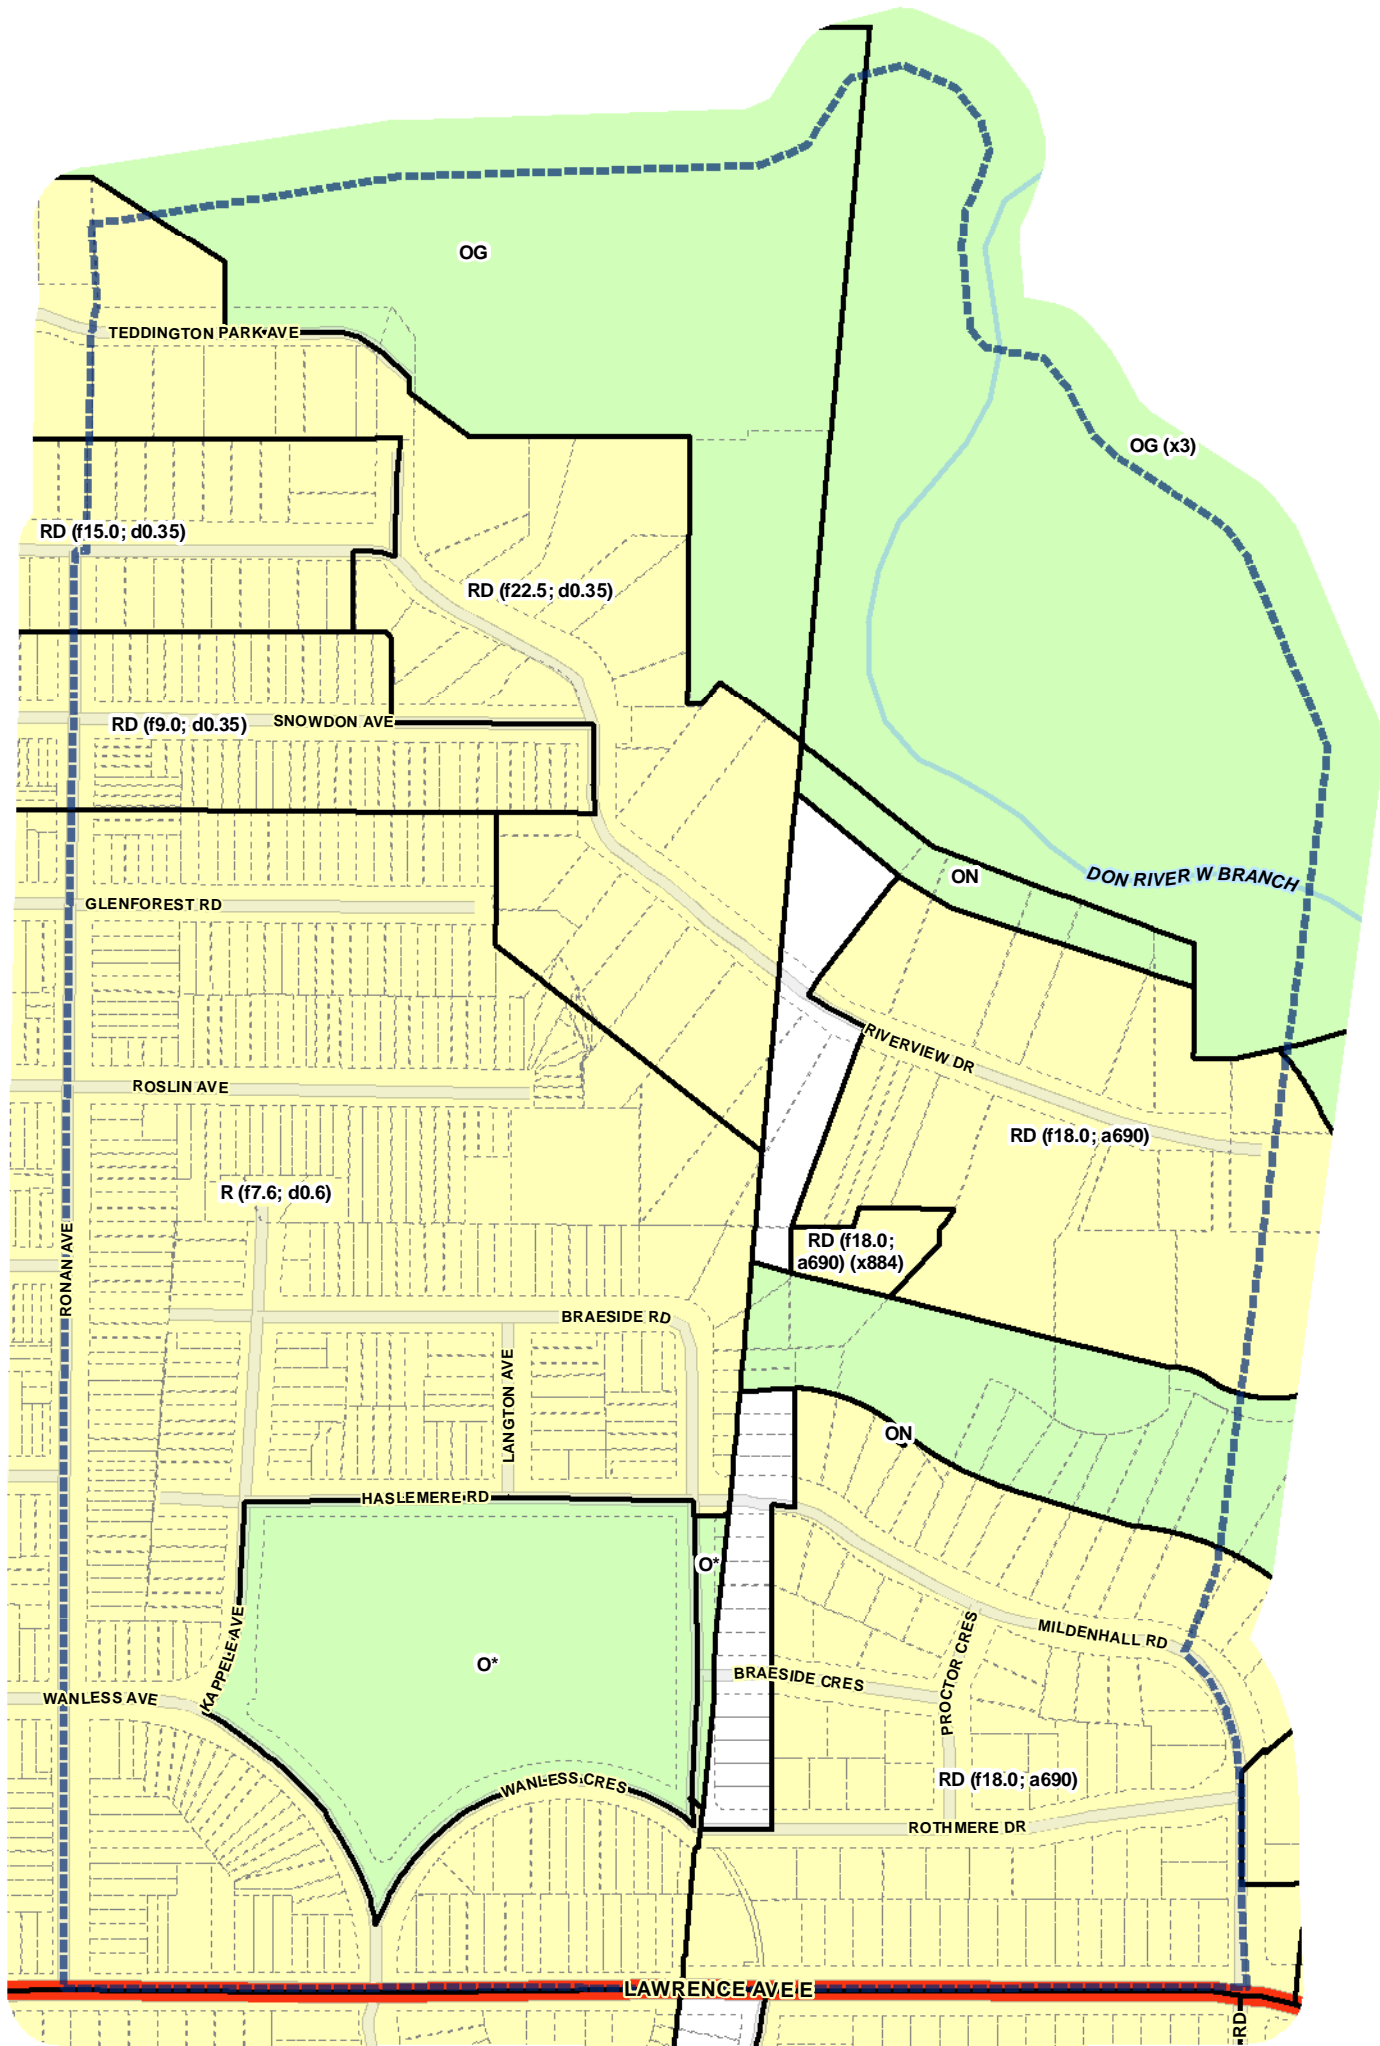 OG
TEDDINGTON PARK AVE
OG (x3)
RD (f15.0; d0.35)
RD (f22.5; d0.35)
RD (f9.0; d0.35)
SNOWDON AVE
ON
DON RIVER W BRANCH
GLENFOREST RD
RIVERVIEW DR
ROSLIN AVE
RD (f18.0; a690)
R (f7.6; d0.6)
RONAN AVE
RD (f18.0;
a690) (x884)
BRAESIDE RD
LANGTON AVE
ON
HASLEMERE RD
O*
KAPPELE AVE
O*
MILDENHALL RD
PROCTOR CRES
BRAESIDE CRES
WANLESS AVE
WANLESS CRES
RD (f18.0; a690)
ROTHMERE DR
LAWRENCE AVE E
RD